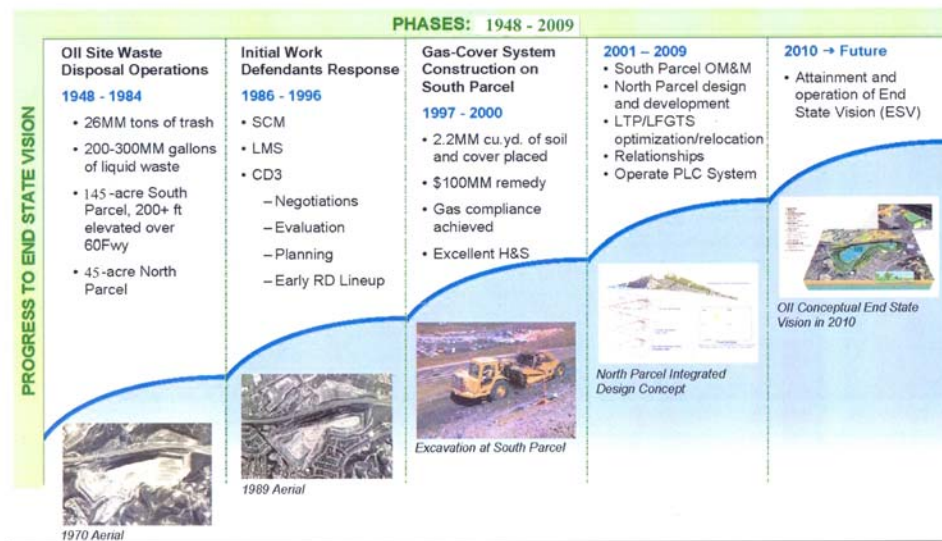 PHASES: 1948 - 2009
PROGRESS TO END STATE VISION
OII Site Waste
Disposal Operations
1948 - 1984
• 26MM tons of trash
• 200-300MM gallons
of liquid waste
• 145-acre South
Parcel, 200+ ft
elevated over
60Fwy
• 45-acre North
Parcel
1970 Aerial
Initial Work
Defendants Response
1986 - 1996
• SCM
• LMS
• CD3
– Negotiations
– Evaluation
– Planning
– Early RD Lineup
1989 Aerial
Gas-Cover System
Construction on
South Parcel
1997 - 2000
• 2.2MM cu.yd. of soil
and cover placed
• $100MM remedy
• Gas compliance
achieved
• Excellent H&S
Excavation at South Parcel
2001 – 2009
• South Parcel OM&M
• North Parcel design
and development
• LTP/LFGTS
optimization/relocation
• Relationships
• Operate PLC System
North Parcel Integrated
Design Concept
2010 → Future
• Attainment and
operation of End
State Vision (ESV)
OII Conceptual End State
Vision in 2010